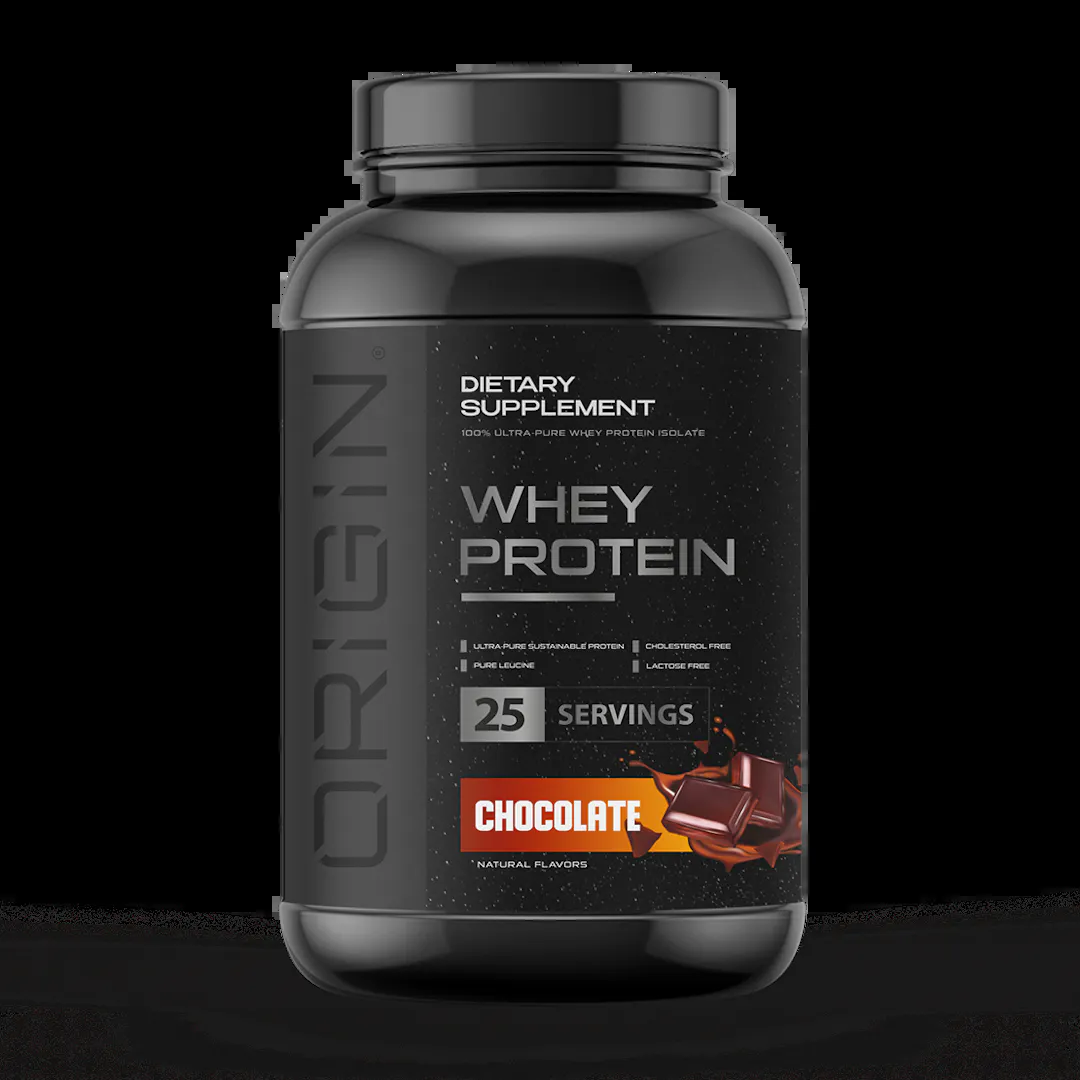 ORIGIN®
DIETARY
SUPPLEMENT
100% ULTRA-PURE WHEY PROTEIN ISOLATE
WHEY
PROTEIN
ULTRA-PURE SUSTAINABLE PROTEIN
CHOLESTEROL FREE
PURE LEUCINE
LACTOSE FREE
25 SERVINGS
CHOCOLATE
*NATURAL FLAVORS